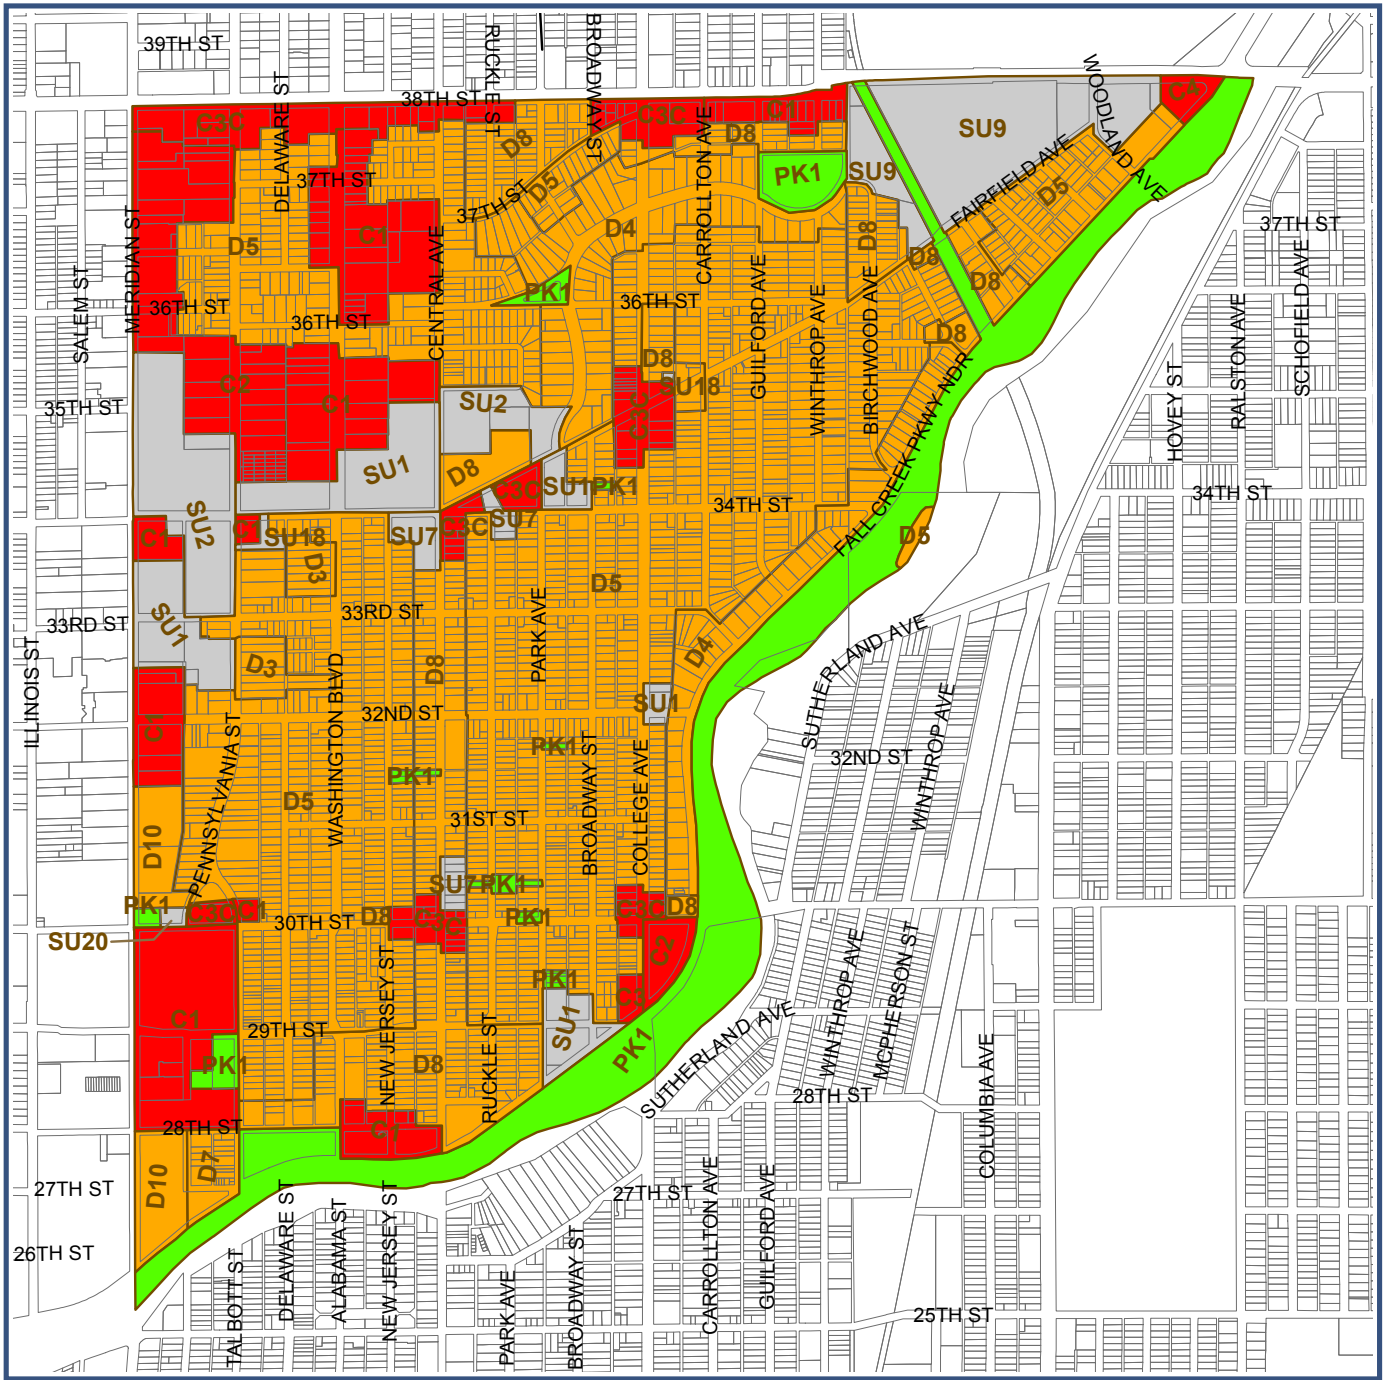 39TH ST
RUCKLE ST
BROADWAY ST
WOODLAND AVE
DELAWARE ST
38TH ST
C3C
C3C
C1
C4
D8
D8
SU9
CARROLLTON AVE
37TH ST
D5
PK1
SU9
FAIRFIELD AVE
D5
37TH ST
MERIDIAN ST
D5
C1
CENTRAL AVE
D4
D8
D8
37TH ST
SCHOFIELD AVE
SALEM ST
36TH ST
36TH ST
PK1
36TH ST
GUILFORD AVE
WINTHROP AVE
BIRCHWOOD AVE
D8
D8
RALSTON AVE
D8
SU18
C2
C1
35TH ST
SU2
C3C
FALL CREEK PKWY NDR
HOVEY ST
SU1
D8
C3C
SU1
PK1
34TH ST
34TH ST
SU2
C1
C1
SU18
SU7
C3C
SU7
D5
D3
D5
SU1
33RD ST
33RD ST
ILLINOIS ST
D3
WASHINGTON BLVD
D8
PARK AVE
D4
SUTHERLAND AVE
SU1
C1
32ND ST
PENNSYLVANIA ST
PK1
PK1
BROADWAY ST
COLLEGE AVE
32ND ST
WINTHROP AVE
D5
31ST ST
D10
SU7
PK1
PK1
C3C
C1
30TH ST
D8
C3C
PK1
C3C
D8
SU20
C2
NEW JERSEY ST
PK1
C3
WINTHROP AVE
MCPHERSON ST
C1
29TH ST
SU1
PK1
SUTHERLAND AVE
PK1
D8
RUCKLE ST
COLUMBIA AVE
28TH ST
28TH ST
C1
D10
D7
27TH ST
27TH ST
CARROLLTON AVE
GUILFORD AVE
26TH ST
TALBOTT ST
DELAWARE ST
ALABAMA ST
NEW JERSEY ST
PARK AVE
BROADWAY ST
25TH ST